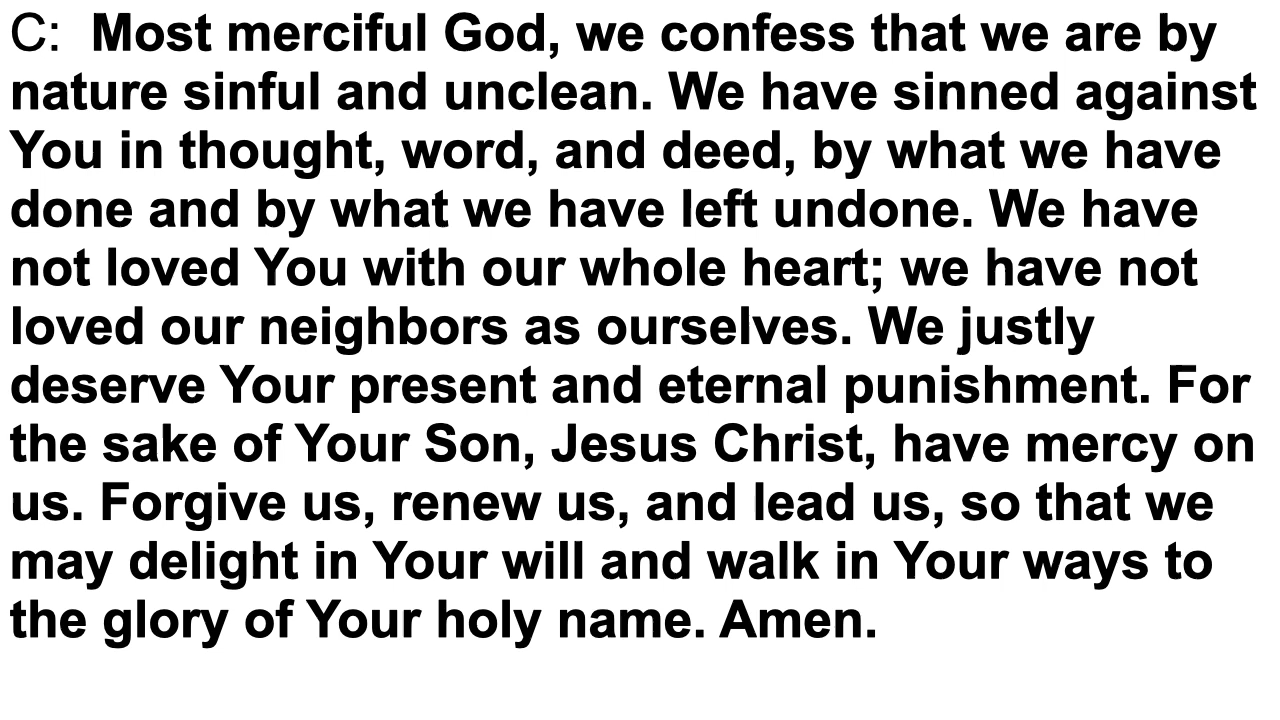 C:  Most merciful God, we confess that we are by
nature sinful and unclean. We have sinned against
You in thought, word, and deed, by what we have
done and by what we have left undone. We have
not loved You with our whole heart; we have not
loved our neighbors as ourselves. We justly
deserve Your present and eternal punishment. For
the sake of Your Son, Jesus Christ, have mercy on
us. Forgive us, renew us, and lead us, so that we
may delight in Your will and walk in Your ways to
the glory of Your holy name. Amen.